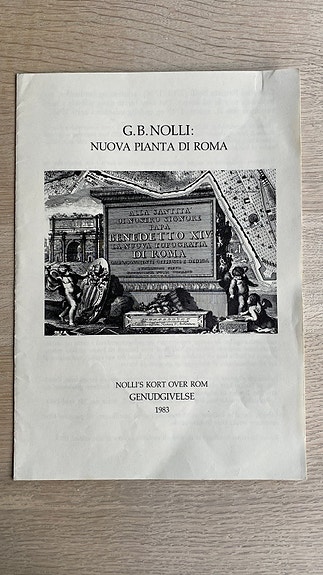 G.B.NOLLI:
NUOVA PIANTA DI ROMA
ALLA SANTITA'
DI NOSTRO SIGNORE
PAPA
BENEDETTO XIV
LA NUOVA TOPOGRAFIA
DI ROMA
NOLLI'S KORT OVER ROM
GENUDGIVELSE
1983